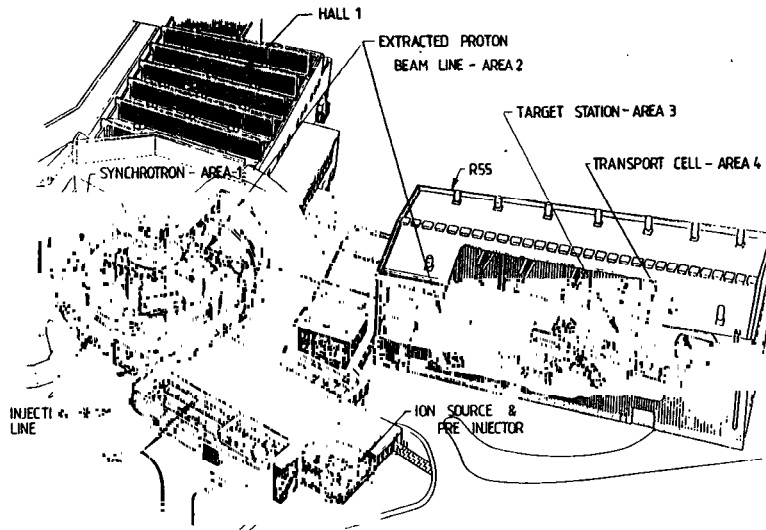 HALL 1
EXTRACTED PROTON
BEAM LINE - AREA 2
TARGET STATION - AREA 3
TRANSPORT CELL - AREA 4
R55
SYNCHROTRON - AREA 1
LINE
ION SOURCE &
PRE INJECTOR